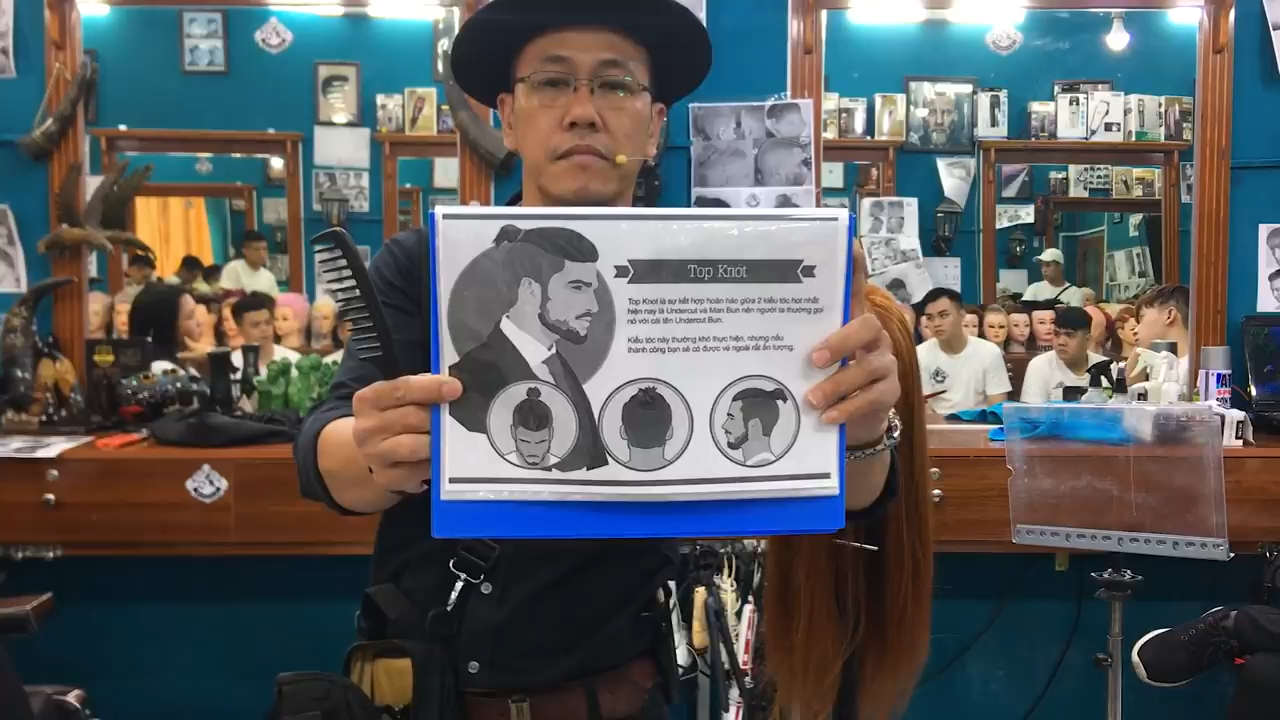 Top Knot
Top Knot là sự kết hợp hoàn hảo giữa 2 kiểu tóc hot nhất
hiện nay là Undercut và Man Bun nên người ta thường gọi
nó với cái tên Undercut Bun.
Kiểu tóc này thường khó thực hiện, nhưng nếu
thành công bạn sẽ có được vẻ ngoài rất ấn tượng.